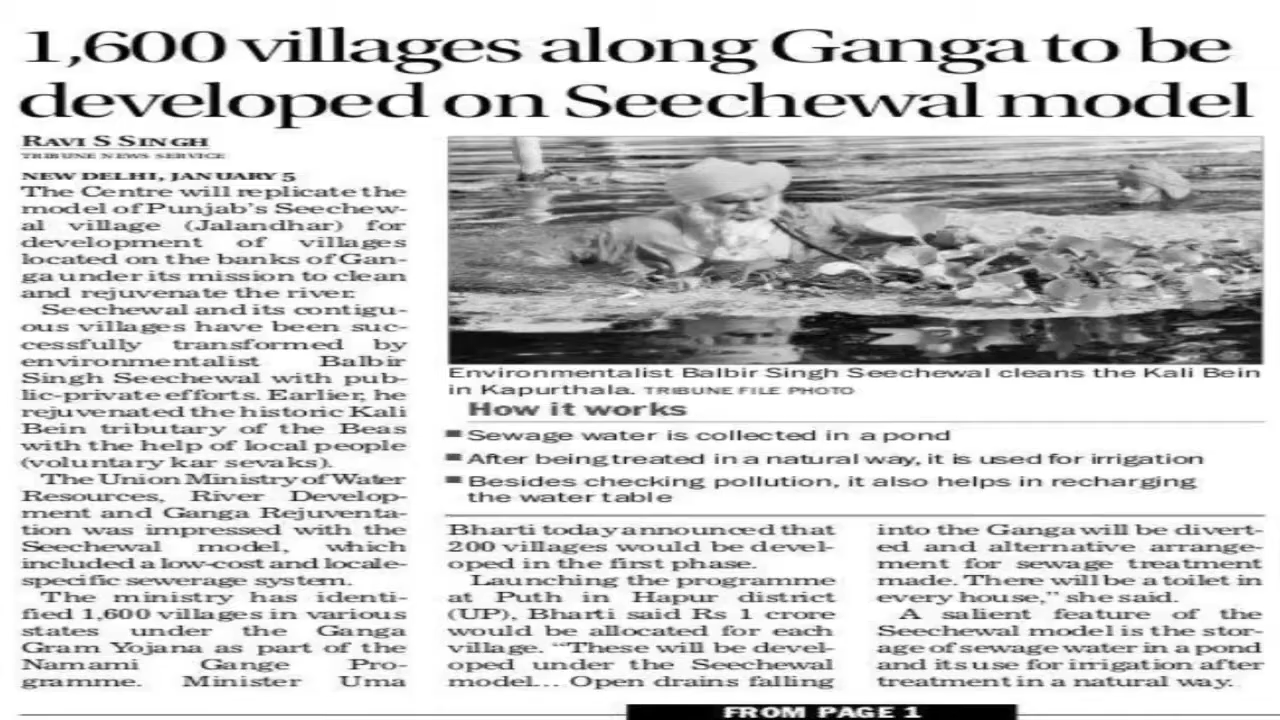 1,600 villages along Ganga to be
developed on Seechewal model
RAVI S SINGH
TRIBUNE NEWS SERVICE
NEW DELHI, JANUARY 5
The Centre will replicate the
model of Punjab's Seechew-
al village (Jalandhar) for
development of villages
located on the banks of Gan-
ga under its mission to clean
and rejuvenate the river.
Seechewal and its contigu-
ous villages have been suc-
cessfully transformed by
environmentalist Balbir
Singh Seechewal with pub-
lic-private efforts. Earlier, he
rejuvenated the historic Kali
Bein tributary of the Beas
with the help of local people
(voluntary kar sevaks).
The Union Ministry of Water
Resources, River Develop-
ment and Ganga Rejuvena-
tion was impressed with the
Seechewal model, which
included a low-cost and locale-
specific sewerage system.
The ministry has identi-
fied 1,600 villages in various
states under the Ganga
Gram Yojana as part of the
Namami Gange Pro-
gramme. Minister Uma
Environmentalist Balbir Singh Seechewal cleans the Kali Bein
in Kapurthala. TRIBUNE FILE PHOTO
How it works
■ Sewage water is collected in a pond
■ After being treated in a natural way, it is used for irrigation
■ Besides checking pollution, it also helps in recharging
the water table
Bharti today announced that
200 villages would be devel-
oped in the first phase.
Launching the programme
at Puth in Hapur district
(UP), Bharti said Rs 1 crore
would be allocated for each
village. "These will be devel-
oped under the Seechewal
model... Open drains falling
into the Ganga will be divert-
ed and alternative arrange-
ment for sewage treatment
made. There will be a toilet in
every house," she said.
A salient feature of the
Seechewal model is the stor-
age of sewage water in a pond
and its use for irrigation after
treatment in a natural way.
FROM PAGE 1